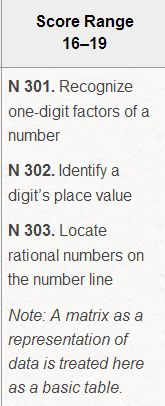 Score Range
16–19
N 301. Recognize
one-digit factors of a
number
N 302. Identify a
digit’s place value
N 303. Locate
rational numbers on
the number line
Note: A matrix as a
representation of
data is treated here
as a basic table.